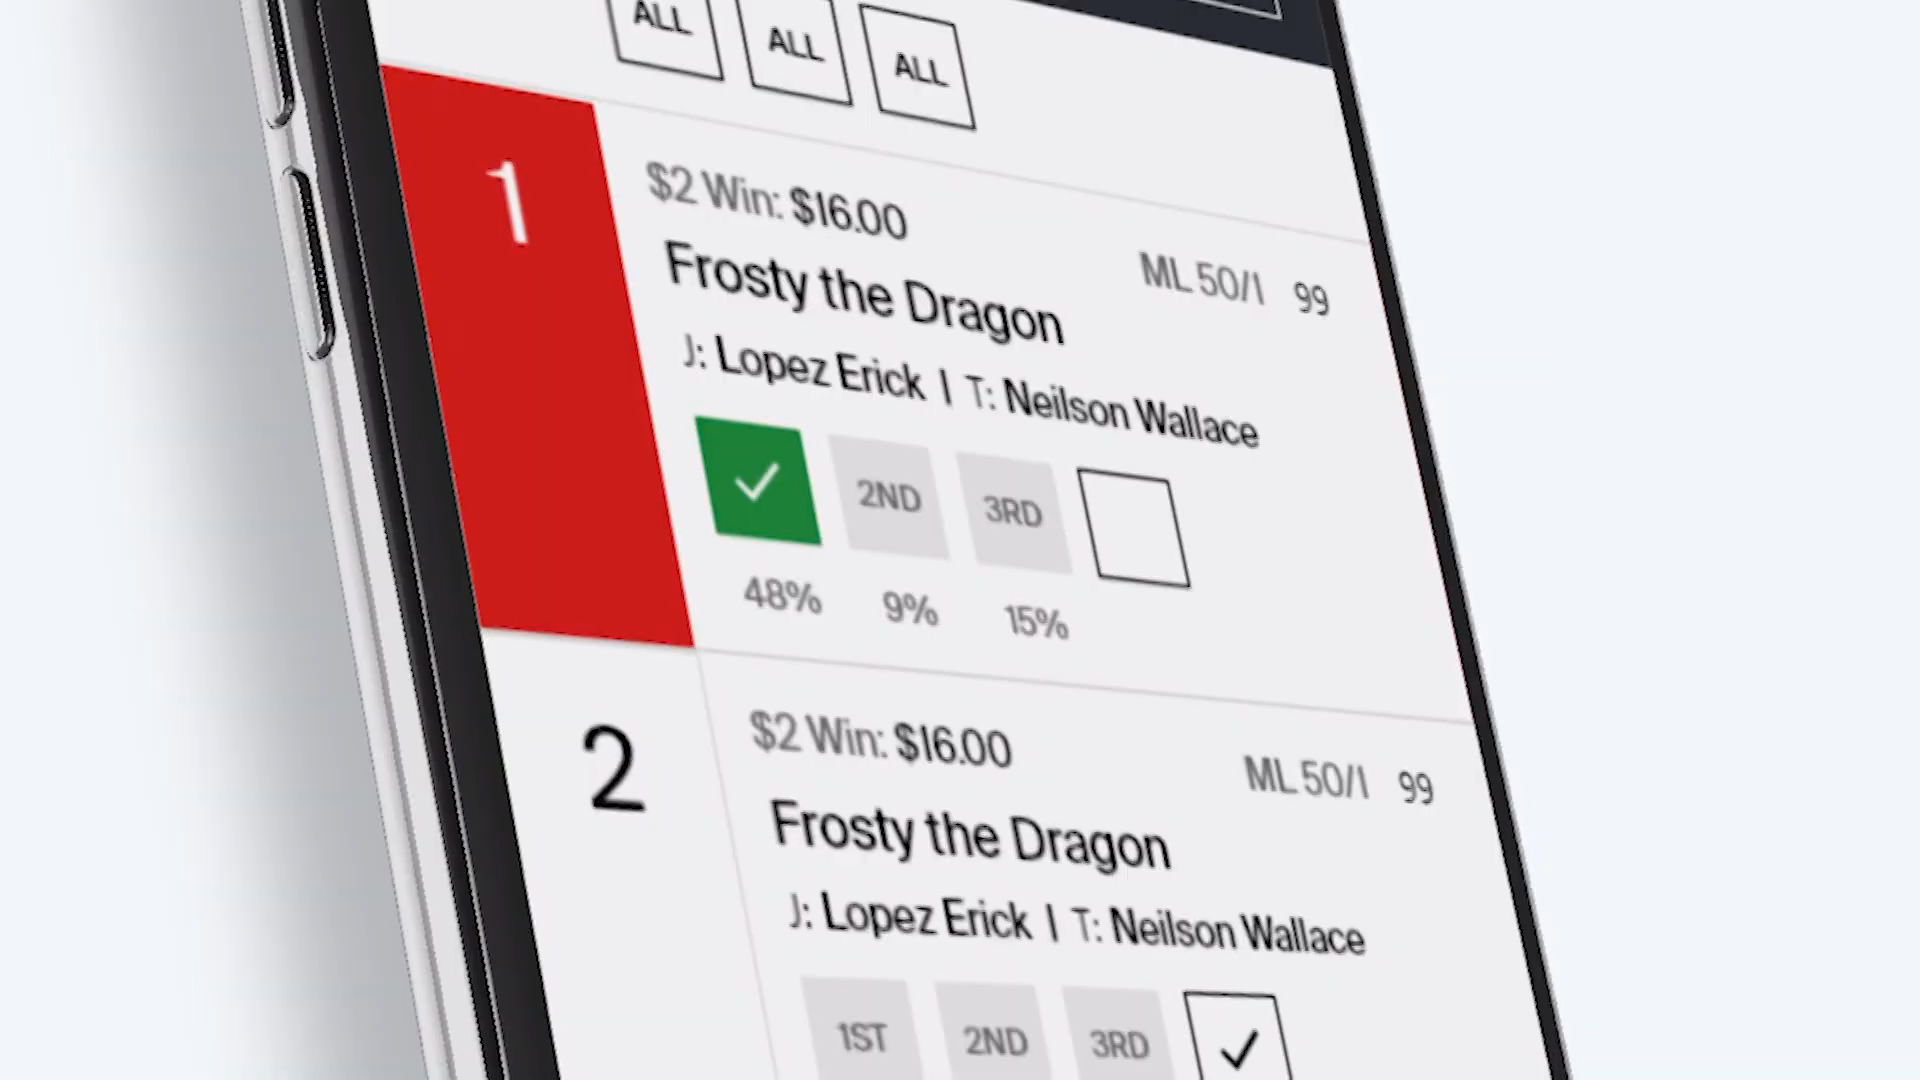 ALL ALL ALL
1
$2 Win: $16.00
ML 50/1 99
Frosty the Dragon
J: Lopez Erick | T: Neilson Wallace
2ND 3RD
48% 9% 15%
2
$2 Win: $16.00
ML 50/1 99
Frosty the Dragon
J: Lopez Erick | T: Neilson Wallace
1ST 2ND 3RD